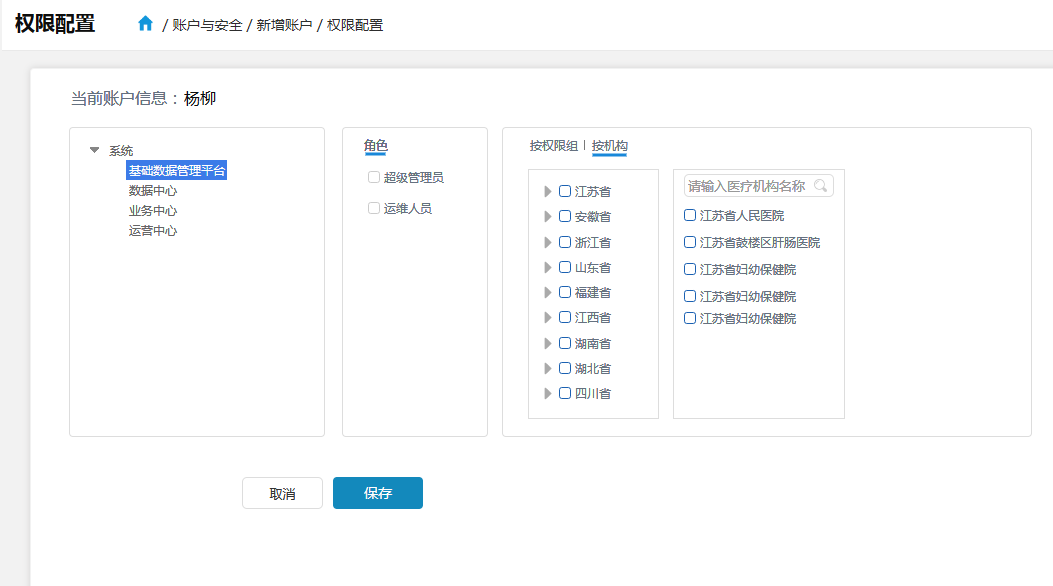 权限配置
/ 账户与安全 / 新增账户 / 权限配置
当前账户信息：杨柳
系统
基础数据管理平台
数据中心
业务中心
运营中心
角色
超级管理员
运维人员
按权限组 | 按机构
江苏省
安徽省
浙江省
山东省
福建省
江西省
湖南省
湖北省
四川省
请输入医疗机构名称
江苏省人民医院
江苏省鼓楼区肝肠医院
江苏省妇幼保健院
江苏省妇幼保健院
江苏省妇幼保健院
取消
保存